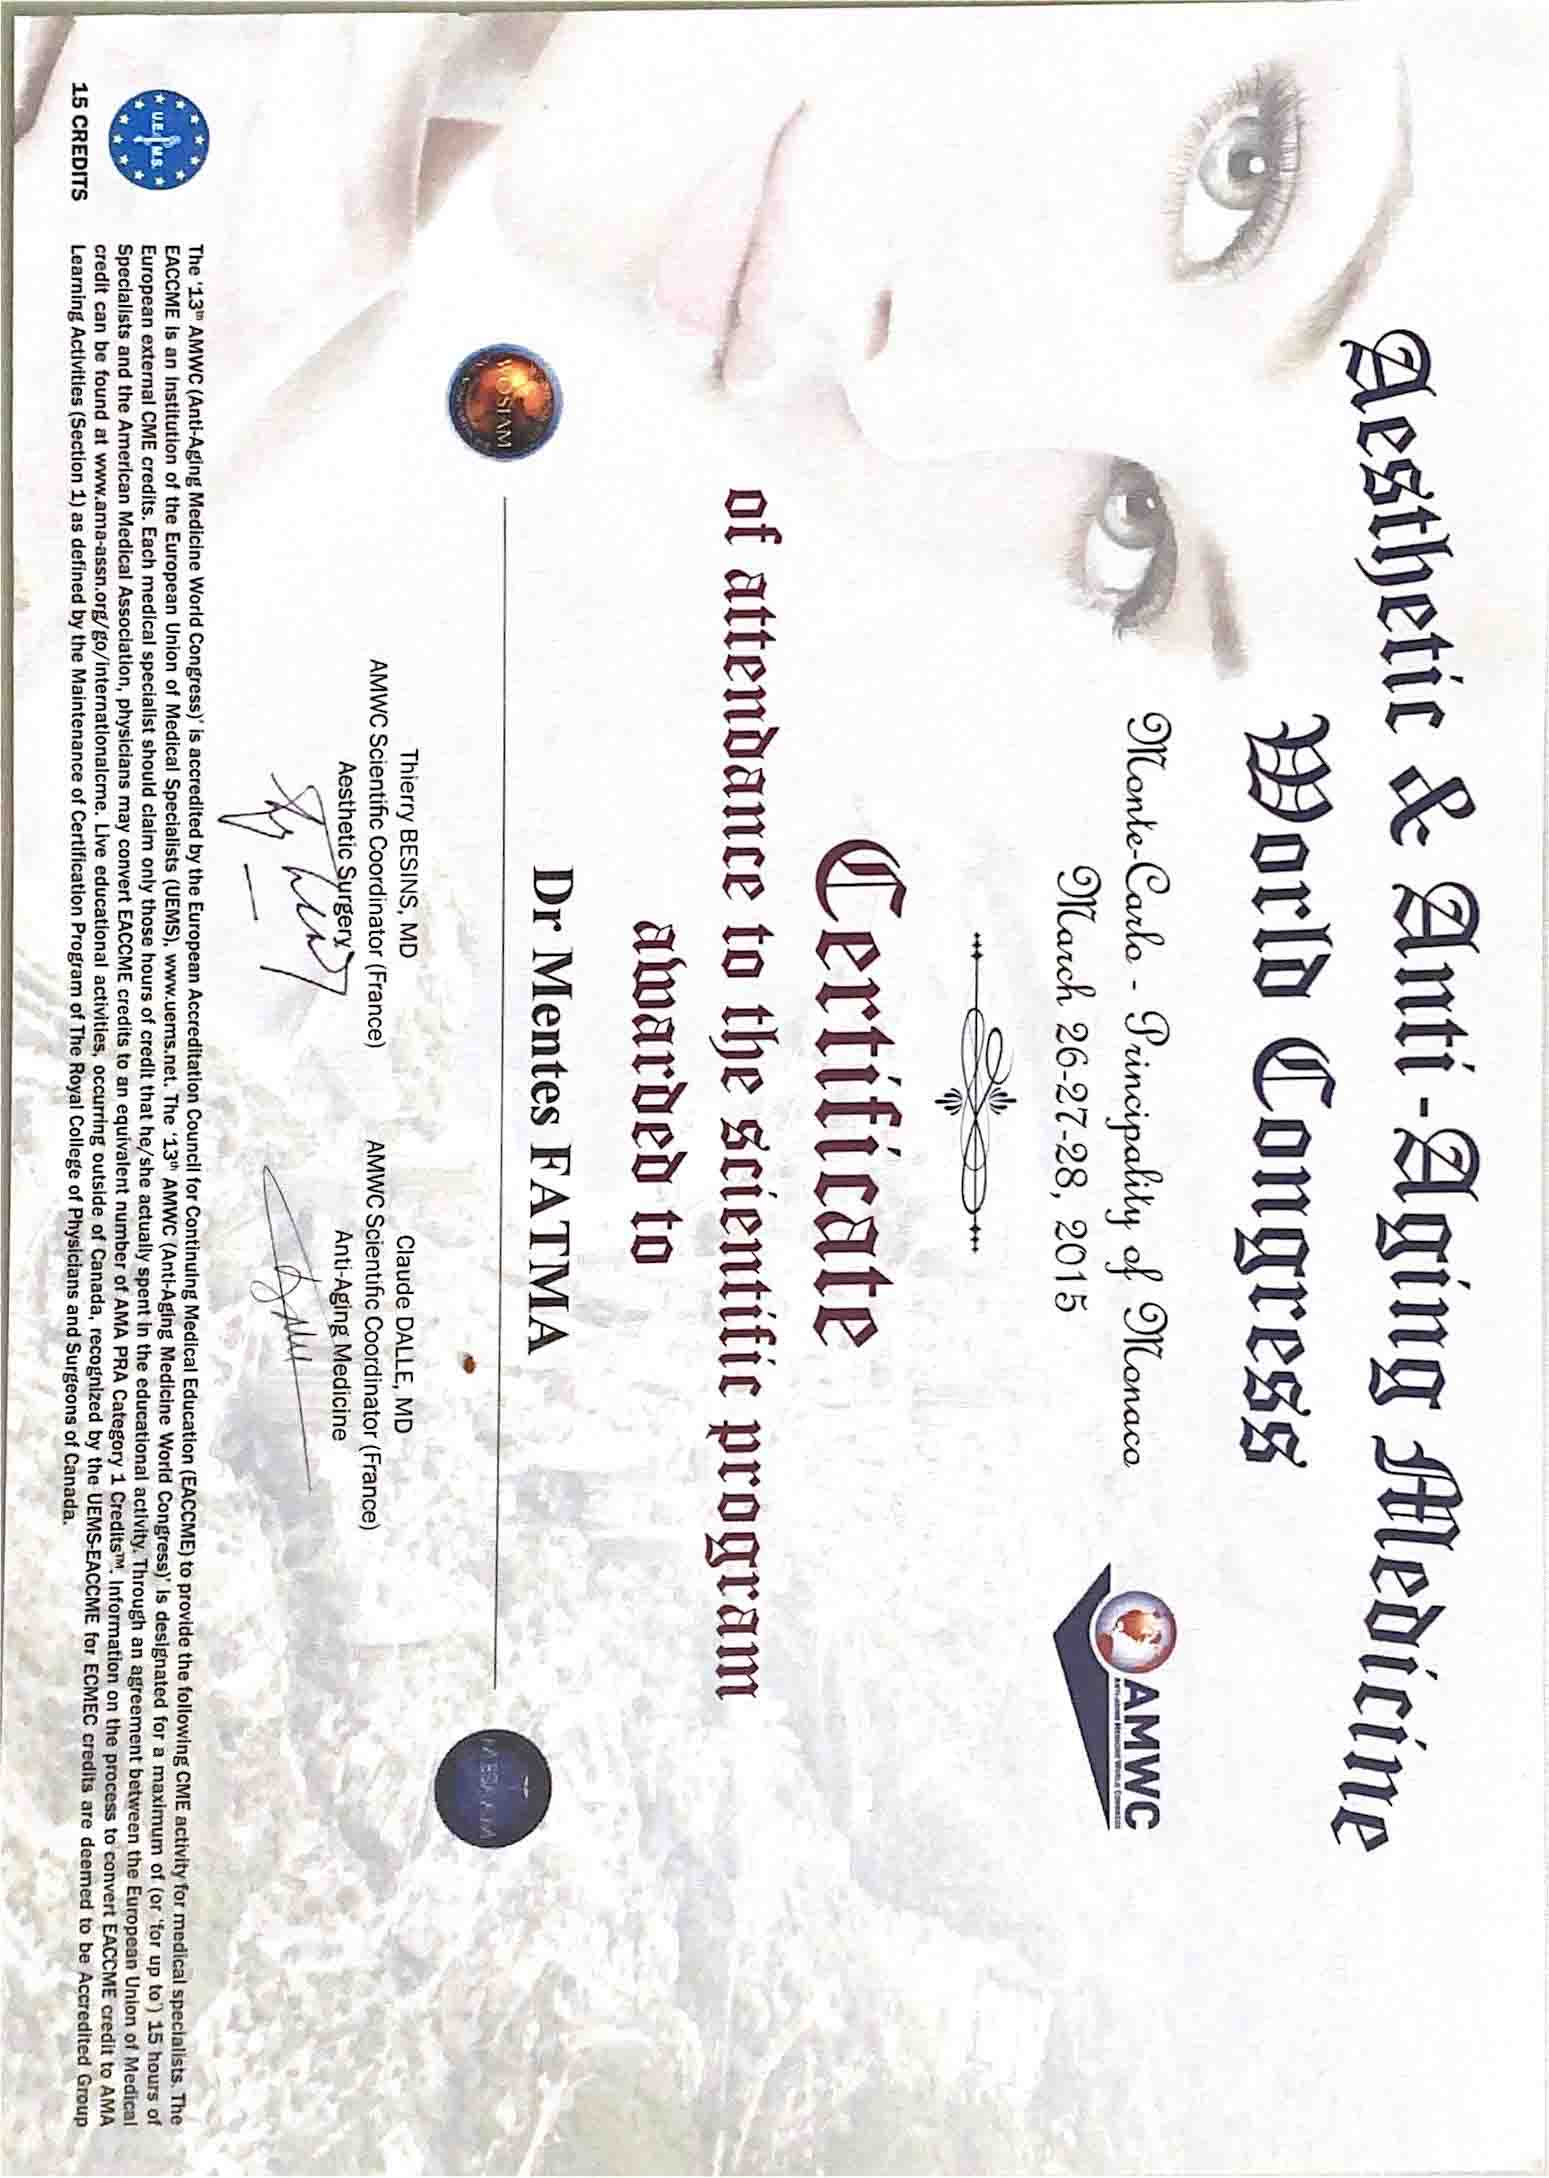 Aesthetic & Anti-Aging Medicine
World Congress
Monte-Carlo - Principality of Monaco
March 26-27-28, 2015
AMWC
ANTI-AGING MEDICINE WORLD CONGRESS
Certificate
of attendance to the scientific program
awarded to
Dr Mentes FATMA
WOSIAM
Thierry BESINS, MD
AMWC Scientific Coordinator (France)
Aesthetic Surgery
Claude DALLE, MD
AMWC Scientific Coordinator (France)
Anti-Aging Medicine
U.E.M.S.
15 CREDITS
The '13th AMWC (Anti-Aging Medicine World Congress)' is accredited by the European Accreditation Council for Continuing Medical Education (EACCME) to provide the following CME activity for medical specialists. The
EACCME is an institution of the European Union of Medical Specialists (UEMS), www.uems.net. The '13th AMWC (Anti-Aging Medicine World Congress)' is designated for a maximum of (or 'for up to') 15 hours of
European external CME credits. Each medical specialist should claim only those hours of credit that he/she actually spent in the educational activity. Through an agreement between the European Union of Medical
Specialists and the American Medical Association, physicians may convert EACCME credits to an equivalent number of AMA PRA Category 1 Credits™. Information on the process to convert EACCME credit to AMA
credit can be found at www.ama-assn.org/go/internationalcme. Live educational activities, occurring outside of Canada, recognized by the UEMS-EACCME for ECMEC credits are deemed to be Accredited Group
Learning Activities (Section 1) as defined by the Maintenance of Certification Program of The Royal College of Physicians and Surgeons of Canada.